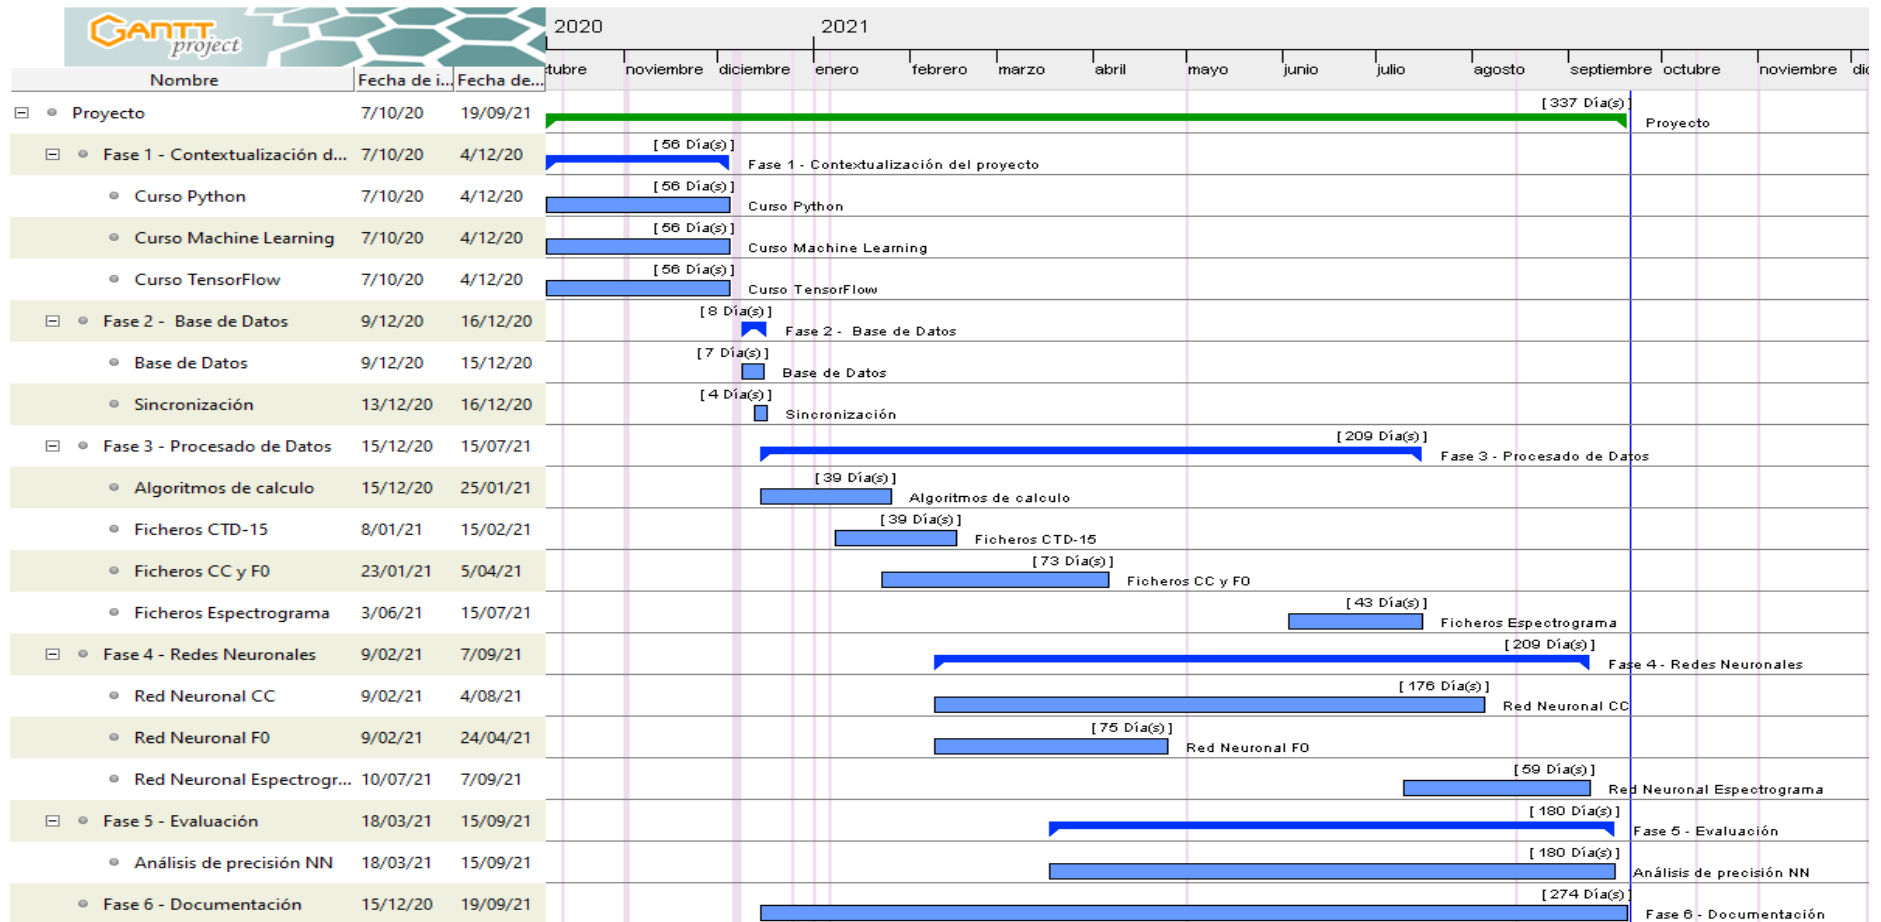 GANTT
project
2020 2021
Nombre Fecha de i... Fecha de...
tubre noviembre diciembre enero febrero marzo abril mayo junio julio agosto septiembre octubre noviembre dic
Proyecto 7/10/20 19/09/21 [ 337 Día(s) ] Proyecto
Fase 1 - Contextualización d... 7/10/20 4/12/20 [ 56 Día(s) ] Fase 1 - Contextualización del proyecto
Curso Python 7/10/20 4/12/20 [ 56 Día(s) ] Curso Python
Curso Machine Learning 7/10/20 4/12/20 [ 56 Día(s) ] Curso Machine Learning
Curso TensorFlow 7/10/20 4/12/20 [ 56 Día(s) ] Curso TensorFlow
Fase 2 - Base de Datos 9/12/20 16/12/20 [ 8 Día(s) ] Fase 2 - Base de Datos
Base de Datos 9/12/20 15/12/20 [ 7 Día(s) ] Base de Datos
Sincronización 13/12/20 16/12/20 [ 4 Día(s) ] Sincronización
Fase 3 - Procesado de Datos 15/12/20 15/07/21 [ 209 Día(s) ] Fase 3 - Procesado de Datos
Algoritmos de calculo 15/12/20 25/01/21 [ 39 Día(s) ] Algoritmos de calculo
Ficheros CTD-15 8/01/21 15/02/21 [ 39 Día(s) ] Ficheros CTD-15
Ficheros CC y F0 23/01/21 5/04/21 [ 73 Día(s) ] Ficheros CC y F0
Ficheros Espectrograma 3/06/21 15/07/21 [ 43 Día(s) ] Ficheros Espectrograma
Fase 4 - Redes Neuronales 9/02/21 7/09/21 [ 209 Día(s) ] Fase 4 - Redes Neuronales
Red Neuronal CC 9/02/21 4/08/21 [ 176 Día(s) ] Red Neuronal CC
Red Neuronal F0 9/02/21 24/04/21 [ 75 Día(s) ] Red Neuronal F0
Red Neuronal Espectrogr... 10/07/21 7/09/21 [ 59 Día(s) ] Red Neuronal Espectrograma
Fase 5 - Evaluación 18/03/21 15/09/21 [ 180 Día(s) ] Fase 5 - Evaluación
Análisis de precisión NN 18/03/21 15/09/21 [ 180 Día(s) ] Análisis de precisión NN
Fase 6 - Documentación 15/12/20 19/09/21 [ 274 Día(s) ] Fase 6 - Documentación